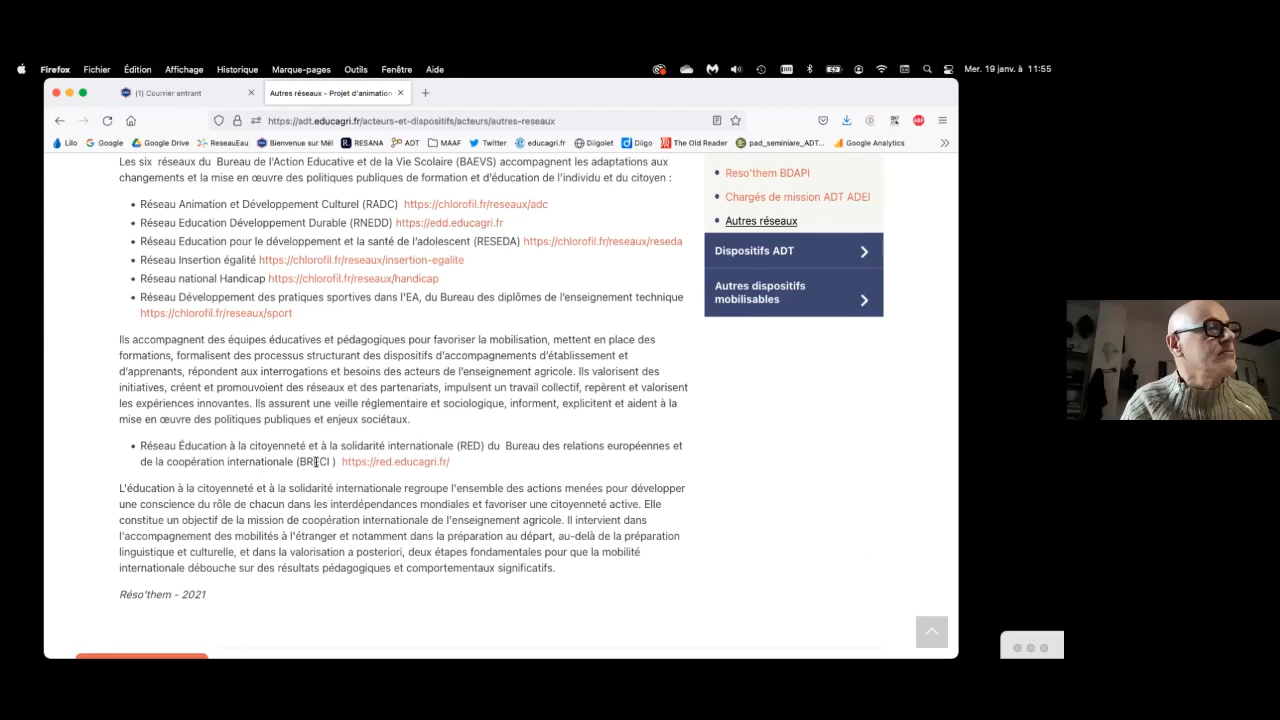 Firefox Fichier Édition Affichage Historique Marque-pages Outils Fenêtre Aide Mer. 19 janv. à 11:55
(1) Courrier entrant
Autres réseaux - Projet d'animation
https://adt.educagri.fr/acteurs-et-dispositifs/acteurs/autres-reseaux
Lilo Google Google Drive ReseauEau Bienvenue sur Mél RESANA ADT MAAF Twitter educagri.fr Diigolet Diigo The Old Reader pad_seminiare_ADT... Google Analytics
Les six réseaux du Bureau de l'Action Educative et de la Vie Scolaire (BAEVS) accompagnent les adaptations aux
changements et la mise en œuvre des politiques publiques de formation et d'éducation de l'individu et du citoyen :
• Réseau Animation et Développement Culturel (RADC) https://chlorofil.fr/reseaux/adc
• Réseau Education Développement Durable (RNEDD) https://edd.educagri.fr
• Réseau Education pour le développement et la santé de l'adolescent (RESEDA) https://chlorofil.fr/reseaux/reseda
• Réseau Insertion égalité https://chlorofil.fr/reseaux/insertion-egalite
• Réseau national Handicap https://chlorofil.fr/reseaux/handicap
• Réseau Développement des pratiques sportives dans l'EA, du Bureau des diplômes de l'enseignement technique
https://chlorofil.fr/reseaux/sport
Ils accompagnent des équipes éducatives et pédagogiques pour favoriser la mobilisation, mettent en place des
formations, formalisent des processus structurant des dispositifs d'accompagnements d'établissement et
d'apprenants, répondent aux interrogations et besoins des acteurs de l'enseignement agricole. Ils valorisent des
initiatives, créent et promouvoient des réseaux et des partenariats, impulsent un travail collectif, repèrent et valorisent
les expériences innovantes. Ils assurent une veille réglementaire et sociologique, informent, explicitent et aident à la
mise en œuvre des politiques publiques et enjeux sociétaux.
• Réseau Éducation à la citoyenneté et à la solidarité internationale (RED) du Bureau des relations européennes et
de la coopération internationale (BRECI ) https://red.educagri.fr/
L'éducation à la citoyenneté et à la solidarité internationale regroupe l'ensemble des actions menées pour développer
une conscience du rôle de chacun dans les interdépendances mondiales et favoriser une citoyenneté active. Elle
constitue un objectif de la mission de coopération internationale de l'enseignement agricole. Il intervient dans
l'accompagnement des mobilités à l'étranger et notamment dans la préparation au départ, au-delà de la préparation
linguistique et culturelle, et dans la valorisation a posteriori, deux étapes fondamentales pour que la mobilité
internationale débouche sur des résultats pédagogiques et comportementaux significatifs.
Réso'them - 2021
• Reso'them BDAPI
• Chargés de mission ADT ADEI
• Autres réseaux
Dispositifs ADT
Autres dispositifs
mobilisables